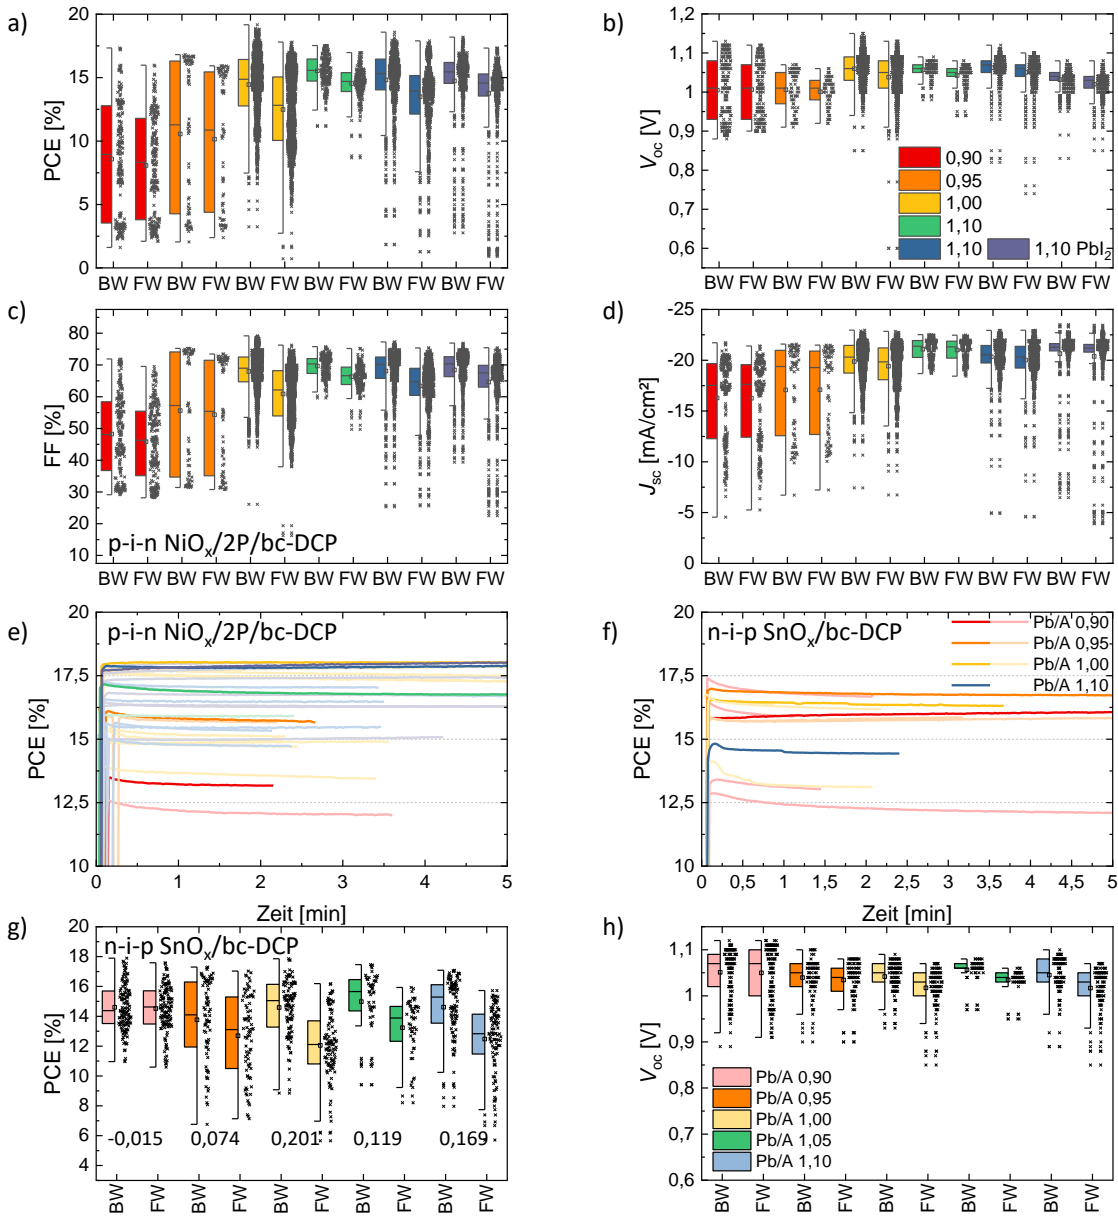 a)
PCE [%]
20
15
10
5
0
BW FW BW FW BW FW BW FW BW FW BW FW
b)
Voc [V]
1,2
1,1
1,0
0,9
0,8
0,7
0,6
0,90
0,95
1,00
1,10
1,10
1,10 PbI2
BW FW BW FW BW FW BW FW BW FW BW FW
c)
FF [%]
80
70
60
50
40
30
20
10
p-i-n NiOx/2P/bc-DCP
BW FW BW FW BW FW BW FW BW FW BW FW
d)
Jsc [mA/cm²]
-25
-20
-15
-10
-5
0
BW FW BW FW BW FW BW FW BW FW BW FW
e)
p-i-n NiOx/2P/bc-DCP
PCE [%]
20
17.5
15
12.5
10
0 1 2 3 4 5
Zeit [min]
f)
n-i-p SnOx/bc-DCP
Pb/A 0,90
Pb/A 0,95
Pb/A 1,00
Pb/A 1,10
PCE [%]
20
17.5
15
12.5
10
0 0,5 1 1,5 2 2,5 3 3,5 4 4,5 5
Zeit [min]
g)
n-i-p SnOx/bc-DCP
PCE [%]
20
19
18
17
16
15
14
13
12
11
10
9
8
7
6
5
4
3
-0,015 0,074 0,201 0,119 0,169
BW FW BW FW BW FW BW FW BW FW
h)
Voc [V]
1,1
1,0
0,9
0,8
0,7
0,6
Pb/A 0,90
Pb/A 0,95
Pb/A 1,00
Pb/A 1,05
Pb/A 1,10
BW FW BW FW BW FW BW FW BW FW